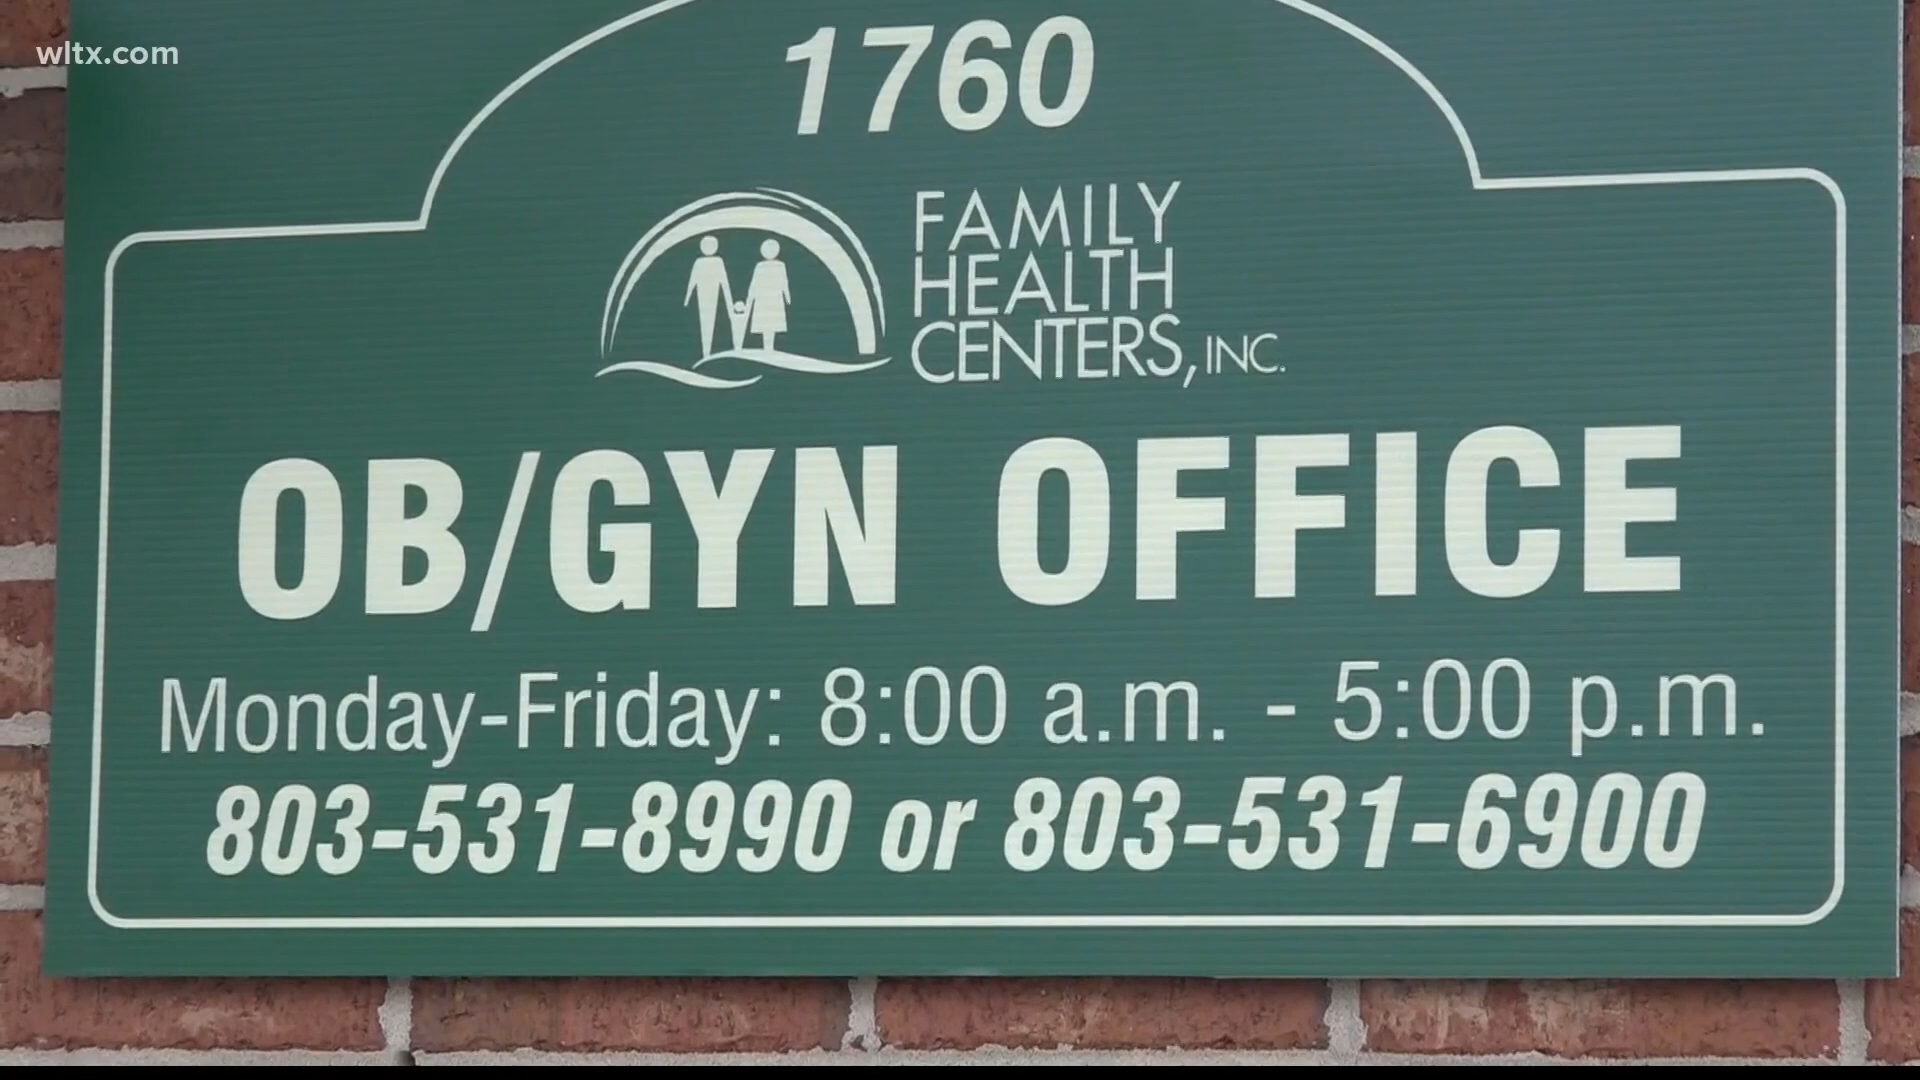 wltx.com
1760
FAMILY
HEALTH
CENTERS, INC.
OB/GYN OFFICE
Monday-Friday: 8:00 a.m. - 5:00 p.m.
803-531-8990 or 803-531-6900